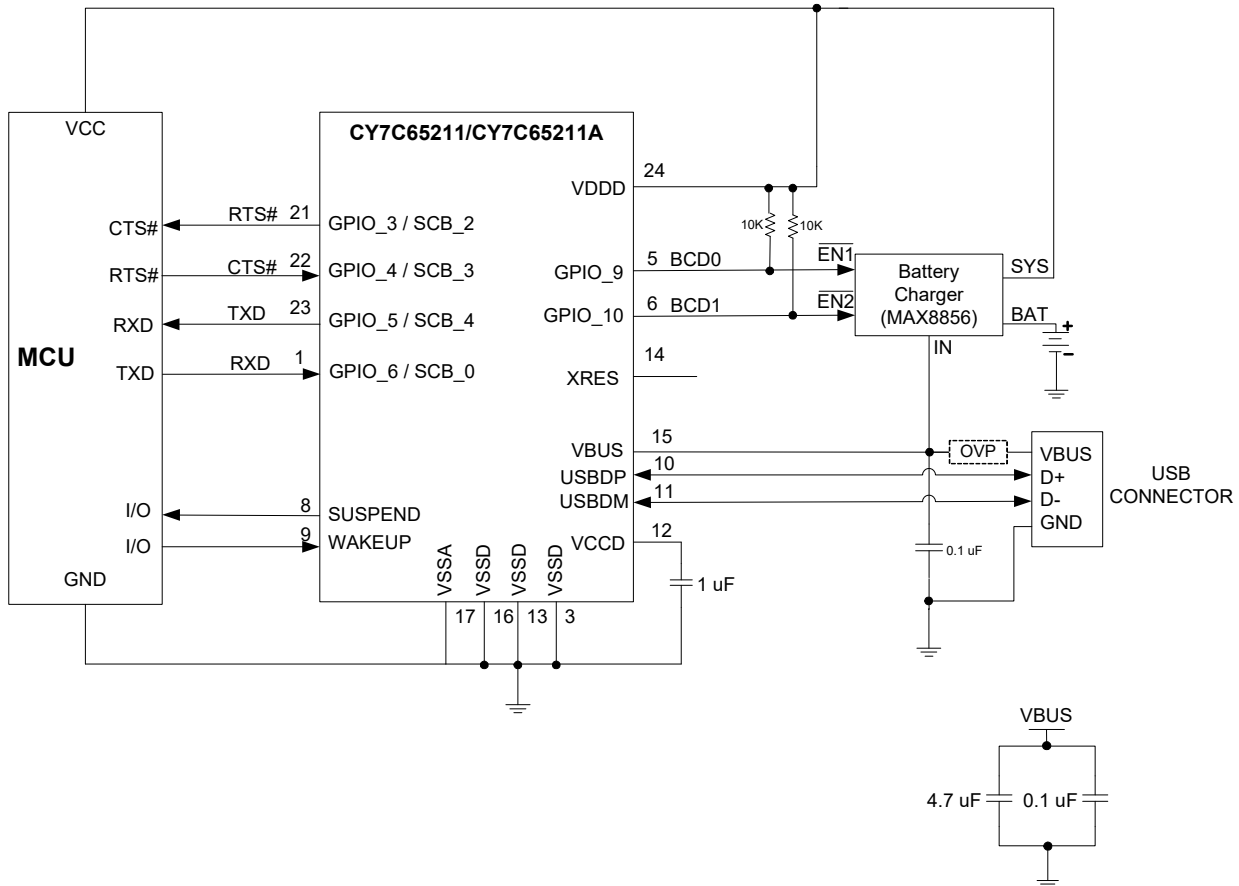 VCC
CTS#
RTS#
RXD
MCU
TXD
I/O
I/O
GND
RTS# 21
CTS# 22
TXD 23
RXD 1
8
9
CY7C65211/CY7C65211A
GPIO_3 / SCB_2
GPIO_4 / SCB_3
GPIO_5 / SCB_4
GPIO_6 / SCB_0
SUSPEND
WAKEUP
VDDD
GPIO_9
GPIO_10
XRES
VBUS
USBDP
USBDM
VCCD
VSSA
VSSD
VSSD
VSSD
17
16
13
3
24
10K
10K
5 BCD0
EN1
6 BCD1
EN2
14
15
10
11
12
1 uF
Battery
Charger
(MAX8856)
SYS
BAT
+
-
IN
OVP
0.1 uF
VBUS
D+
D-
GND
USB
CONNECTOR
VBUS
4.7 uF
0.1 uF